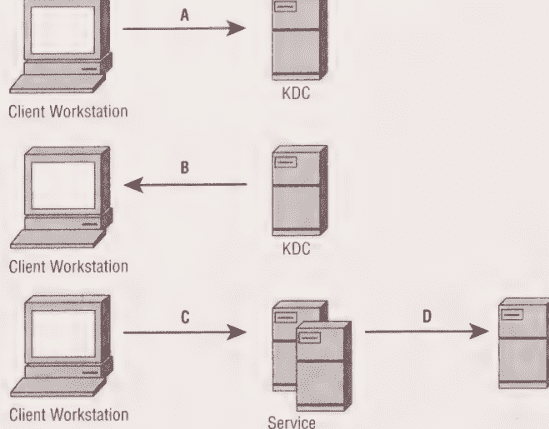 A
KDC
Client Workstation
B
KDC
Client Workstation
C
D
Client Workstation
Service